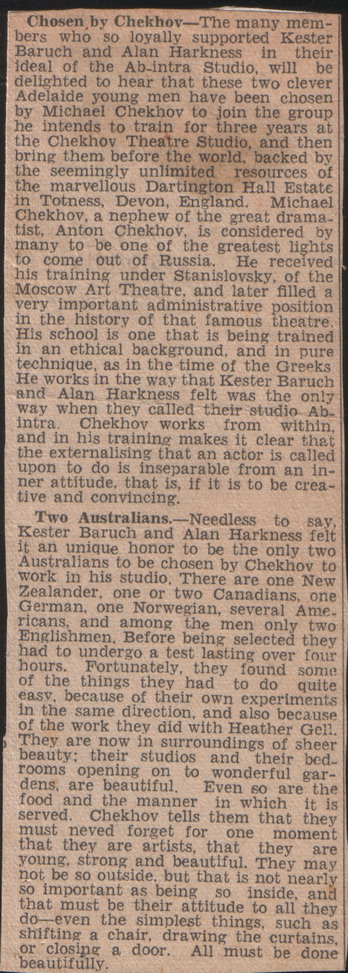 Chosen by Chekhov—The many mem-
bers who so loyally supported Kester
Baruch and Alan Harkness in their
ideal of the Ab-intra Studio, will be
delighted to hear that these two clever
Adelaide young men have been chosen
by Michael Chekhov to join the group
he intends to train for three years at
the Chekhov Theatre Studio, and then
bring them before the world, backed by
the seemingly unlimited resources of
the marvellous Dartington Hall Estate
in Totness, Devon, England. Michael
Chekhov, a nephew of the great drama-
tist, Anton Chekhov, is considered by
many to be one of the greatest lights
to come out of Russia. He received
his training under Stanislovsky, of the
Moscow Art Theatre, and later filled a
very important administrative position
in the history of that famous theatre.
His school is one that is being trained
in an ethical background, and in pure
technique, as in the time of the Greeks
He works in the way that Kester Baruch
and Alan Harkness felt was the only
way when they called their studio Ab-
intra. Chekhov works from within,
and in his training makes it clear that
the externalising that an actor is called
upon to do is inseparable from an in-
ner attitude, that is, if it is to be crea-
tive and convincing.
Two Australians.—Needless to say,
Kester Baruch and Alan Harkness felt
it an unique honor to be the only two
Australians to be chosen by Chekhov to
work in his studio. There are one New
Zealander, one or two Canadians, one
German, one Norwegian, several Ame-
ricans, and among the men only two
Englishmen. Before being selected they
had to undergo a test lasting over four
hours. Fortunately, they found some
of the things they had to do quite
easy, because of their own experiments
in the same direction, and also because
of the work they did with Heather Gell.
They are now in surroundings of sheer
beauty; their studios and their bed-
rooms opening on to wonderful gar-
dens, are beautiful. Even so are the
food and the manner in which it is
served. Chekhov tells them that they
must neved forget for one moment
that they are artists, that they are
young, strong and beautiful. They may
not be so outside, but that is not nearly
so important as being so inside, and
that must be their attitude to all they
do—even the simplest things, such as
shifting a chair, drawing the curtains,
or closing a door. All must be done
beautifully.